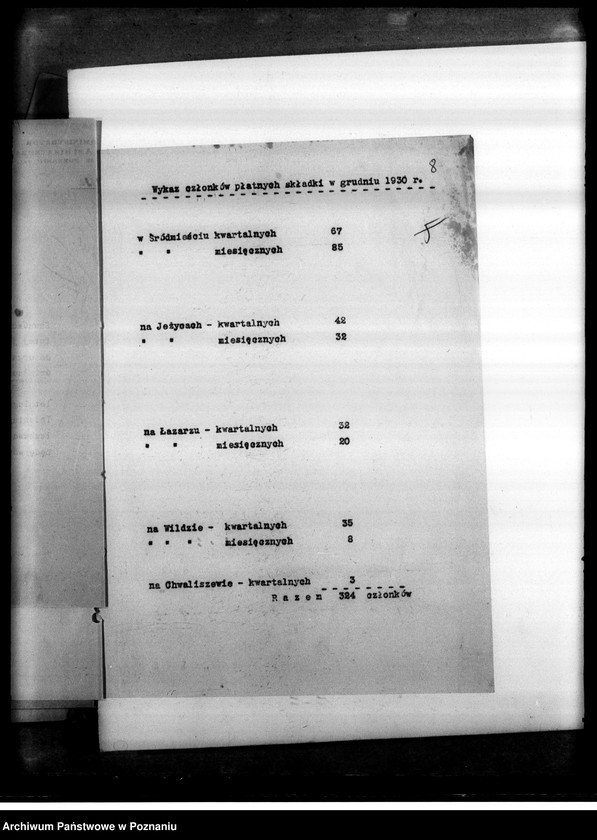 8
Wykaz członków płatnych składki w grudniu 1930 r.
w Śródmieściu kwartalnych 67
" " miesięcznych 85
na Jeżycach - kwartalnych 42
" " miesięcznych 32
na Łazarzu - kwartalnych 32
" " miesięcznych 20
na Wildzie - kwartalnych 35
" " " miesięcznych 8
na Chwaliszewie - kwartalnych 3
R a z e m 324 członków
Archiwum Państwowe w Poznaniu